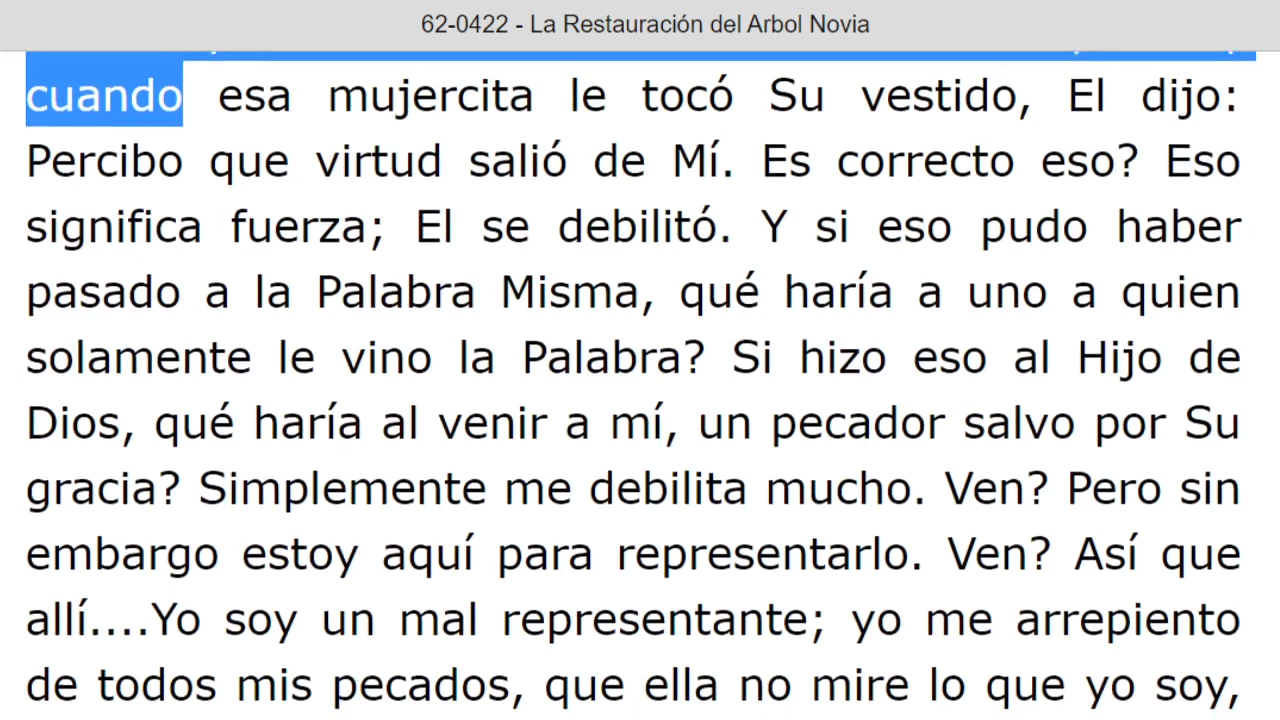 62-0422 - La Restauración del Arbol Novia
cuando esa mujercita le tocó Su vestido, El dijo:
Percibo que virtud salió de Mí. Es correcto eso? Eso
significa fuerza; El se debilitó. Y si eso pudo haber
pasado a la Palabra Misma, qué haría a uno a quien
solamente le vino la Palabra? Si hizo eso al Hijo de
Dios, qué haría al venir a mí, un pecador salvo por Su
gracia? Simplemente me debilita mucho. Ven? Pero sin
embargo estoy aquí para representarlo. Ven? Así que
allí....Yo soy un mal representante; yo me arrepiento
de todos mis pecados, que ella no mire lo que yo soy,